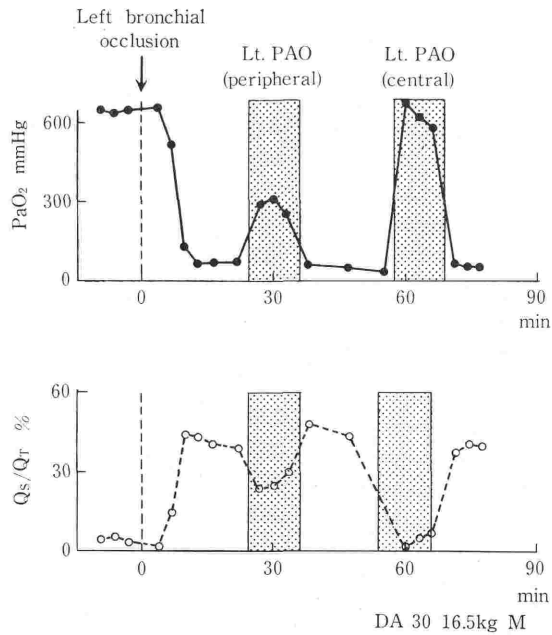 Left bronchial
occlusion
Lt. PAO
(peripheral)
Lt. PAO
(central)
PaO2 mmHg
600
300
0
0
30
60
90
min
Qs/QT %
60
30
0
0
30
60
90
min
DA 30 16.5kg M